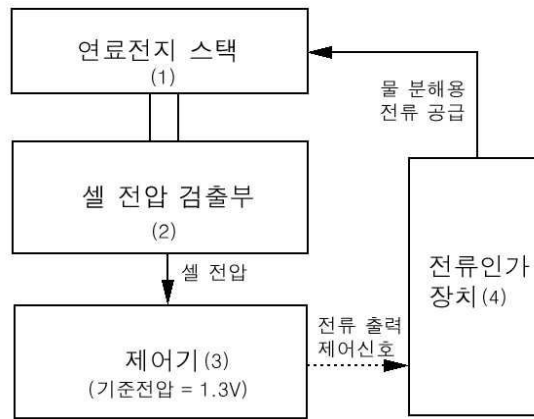 연료전지 스택
(1)
물 분해용
전류 공급
셀 전압 검출부
(2)
셀 전압
전류인가
장치(4)
전류 출력
제어신호
제어기(3)
(기준전압 = 1.3V)